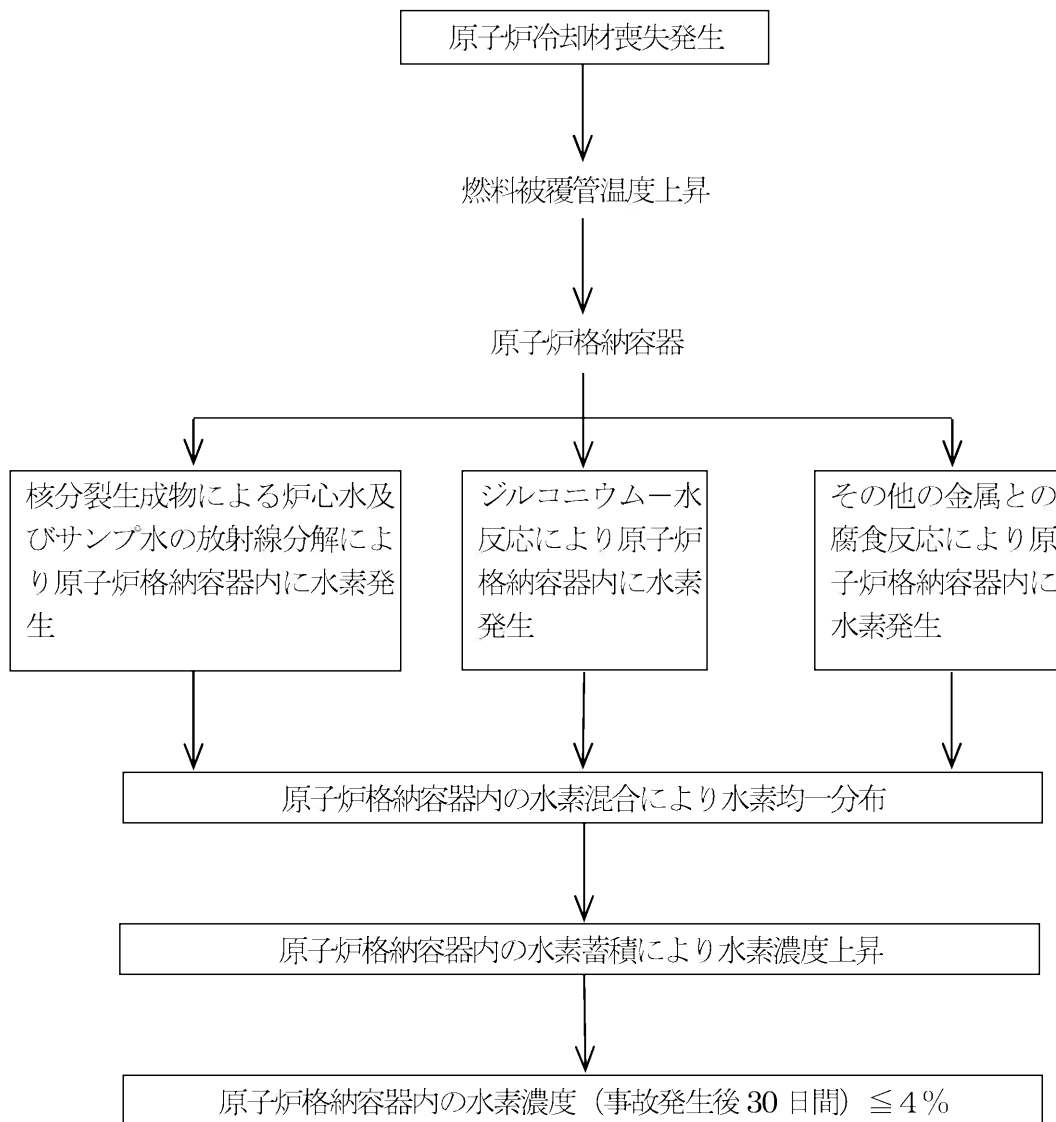 原子炉冷却材喪失発生
燃料被覆管温度上昇
原子炉格納容器
核分裂生成物による炉心水及
びサンプ水の放射線分解によ
り原子炉格納容器内に水素発
生
ジルコニウム－水
反応により原子炉
格納容器内に水素
発生
その他の金属との
腐食反応により原
子炉格納容器内に
水素発生
原子炉格納容器内の水素混合により水素均一分布
原子炉格納容器内の水素蓄積により水素濃度上昇
原子炉格納容器内の水素濃度（事故発生後 30 日間）≦４％